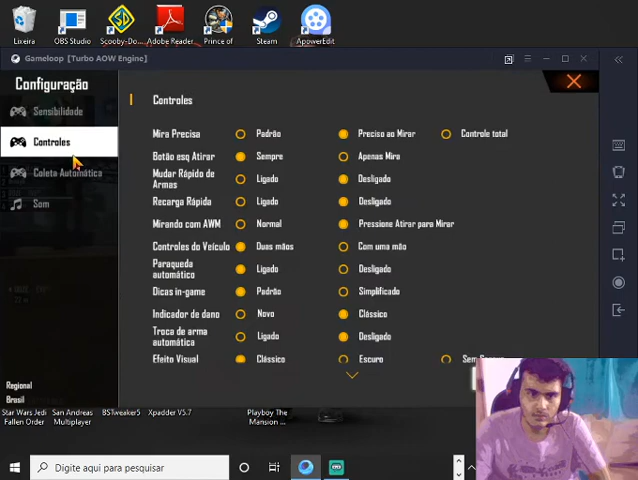 Lixeira
OBS Studio
Scooby-Do...
Adobe Reader
Prince of
Steam
ApowerEdit
Gameloop [Turbo AOW Engine]
Configuração
Sensibilidade
Controles
Coleta Automática
Som
Regional
Brasil
Controles
Mira Precisa Padrão Preciso ao Mirar Controle total
Botão esq Atirar Sempre Apenas Mira
Mudar Rápido de
Armas Ligado Desligado
Recarga Rápida Ligado Desligado
Mirando com AWM Normal Pressione Atirar para Mirar
Controles do Veículo Duas mãos Com uma mão
Paraqueda
automático Ligado Desligado
Dicas in-game Padrão Simplificado
Indicador de dano Novo Clássico
Troca de arma
automática Ligado Desligado
Efeito Visual Clássico Escuro Sem
Star Wars Jedi
Fallen Order
San Andreas
Multiplayer
BSTweaker5
Xpadder V5.7
Playboy The
Mansion ...
Digite aqui para pesquisar